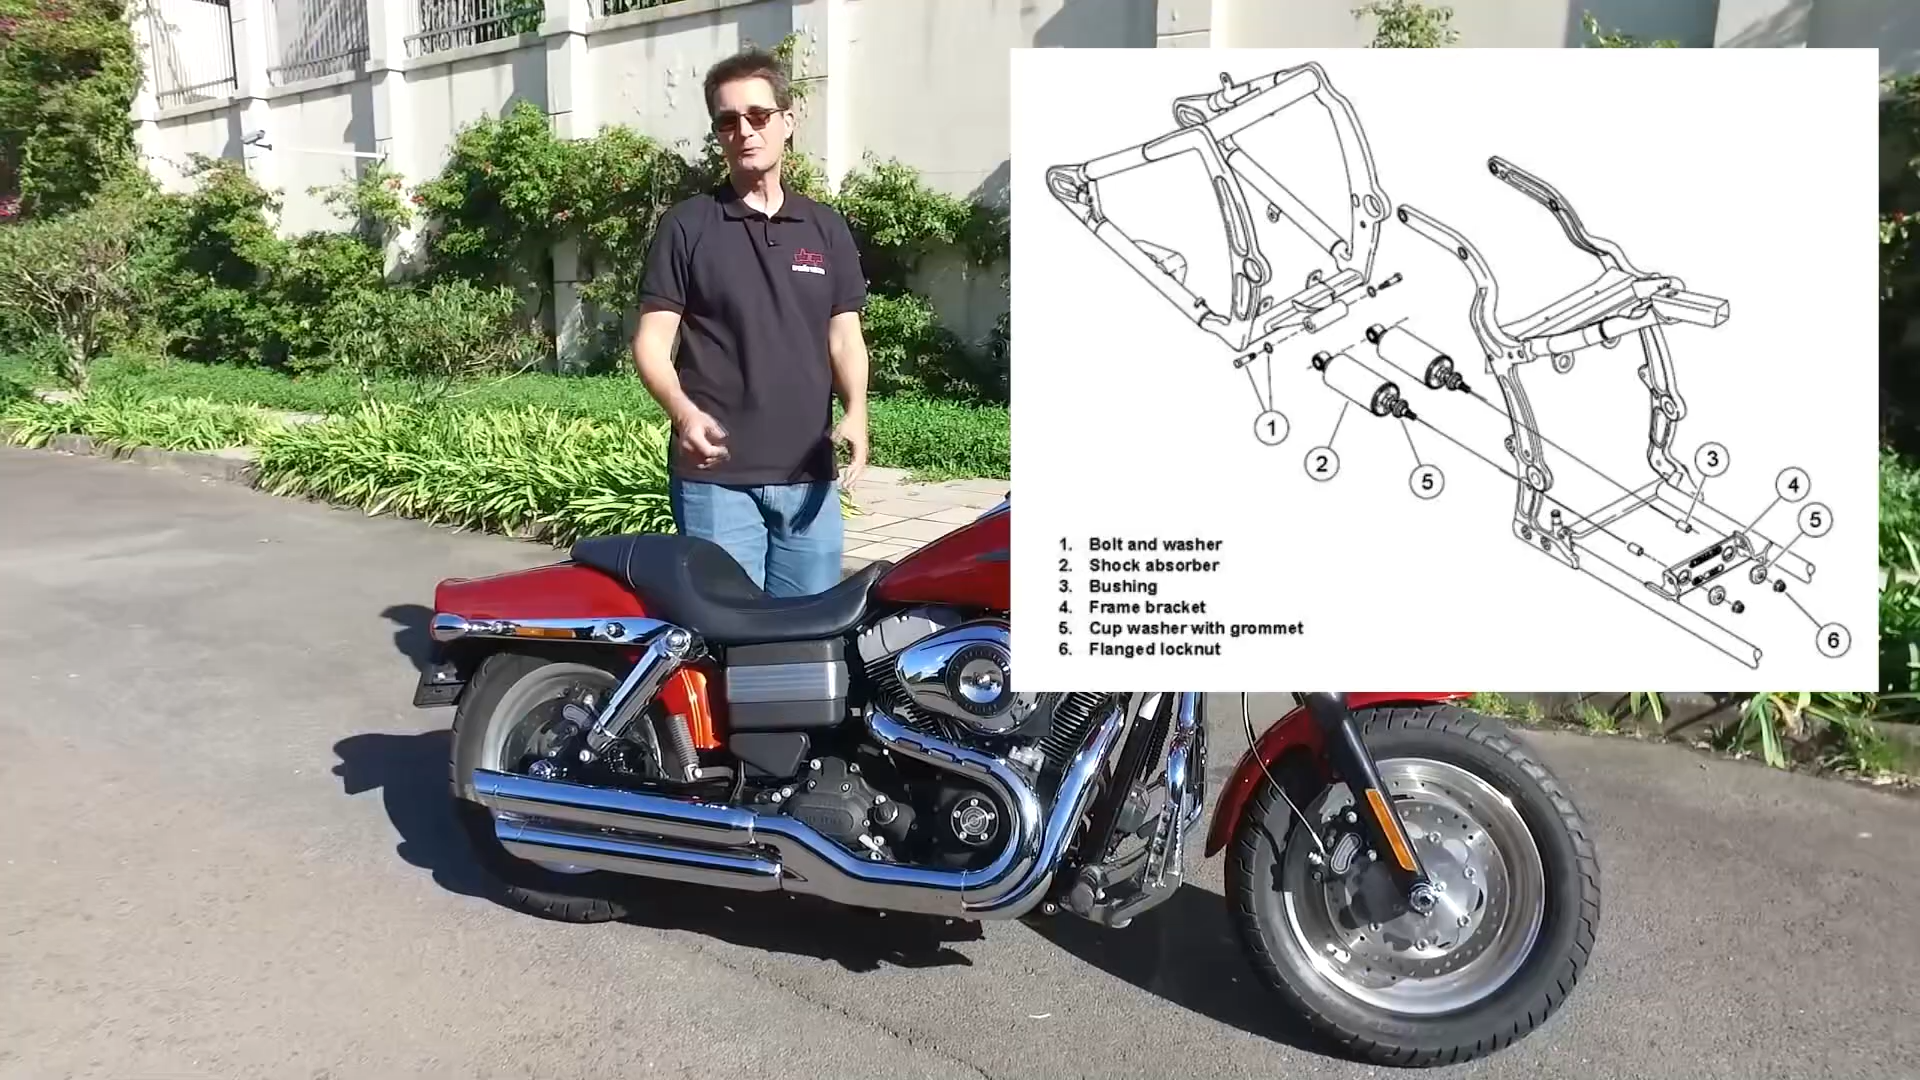 1
2
5
3
4
5
6
1. Bolt and washer
2. Shock absorber
3. Bushing
4. Frame bracket
5. Cup washer with grommet
6. Flanged locknut